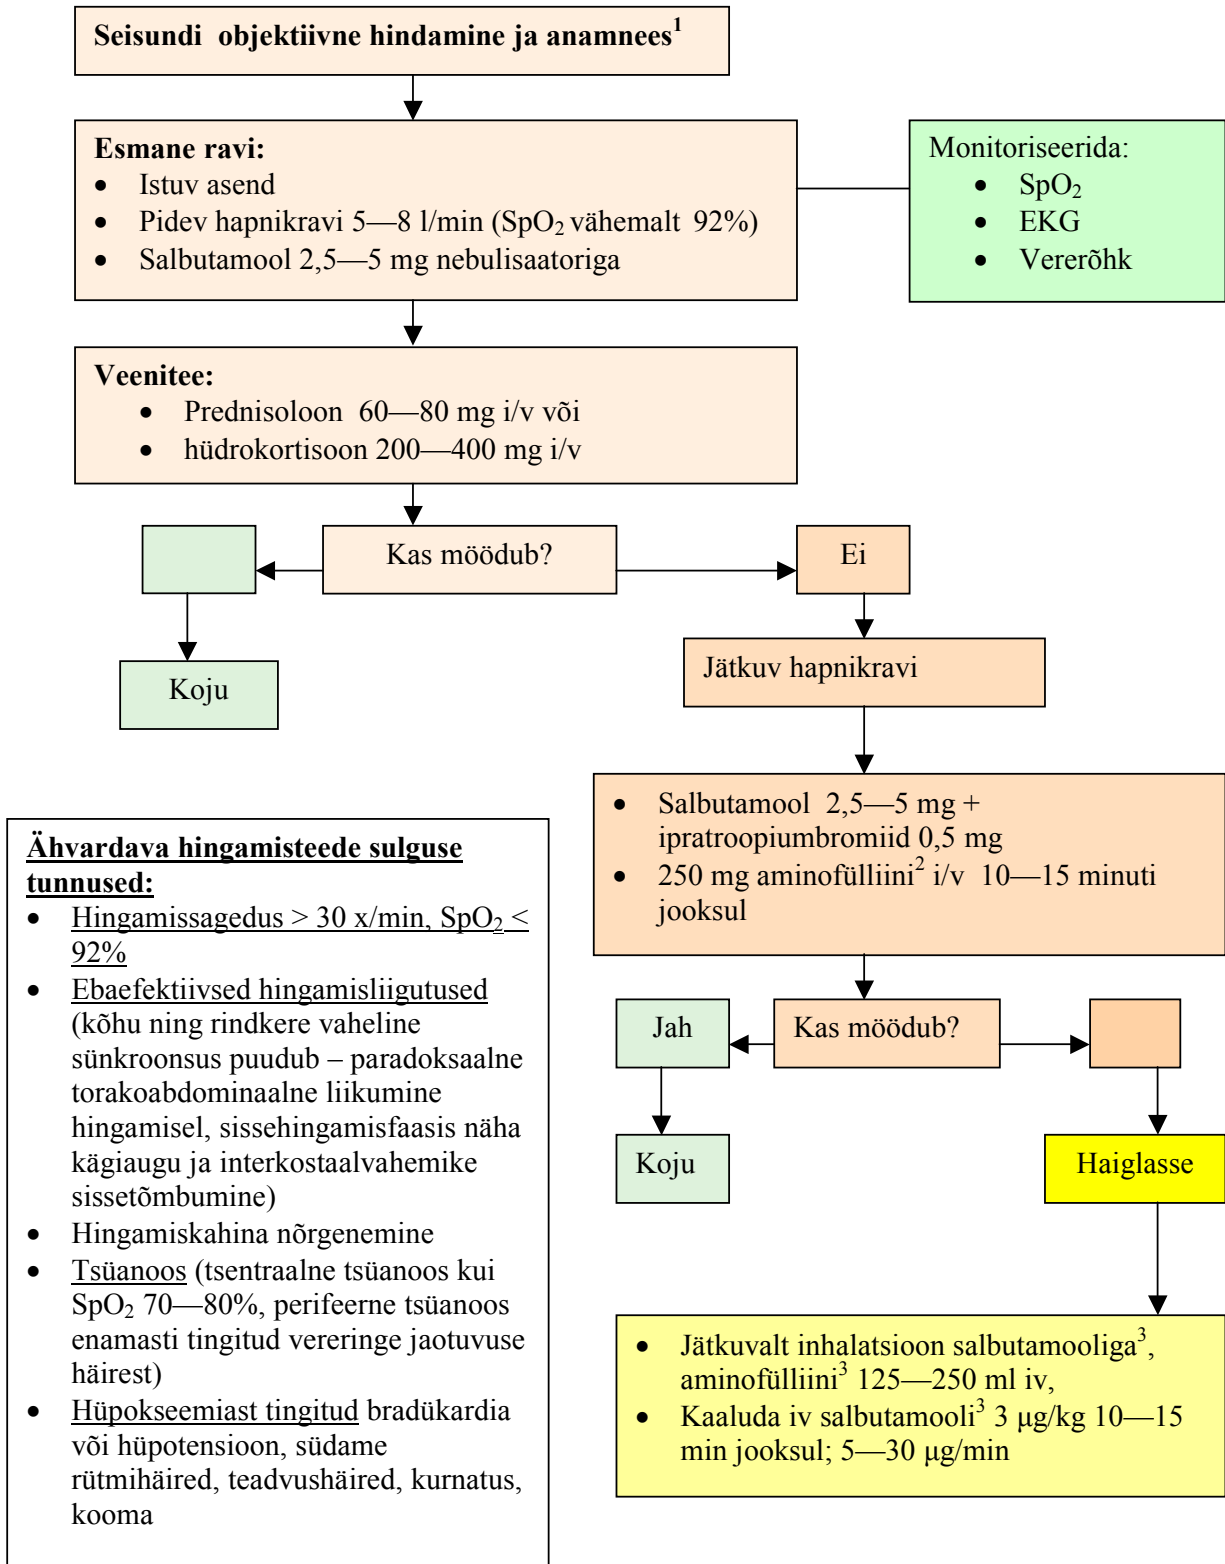 Seisundi objektiivne hindamine ja anamnees¹
Esmane ravi:
• Istuv asend
• Pidev hapnikravi 5—8 l/min (SpO₂ vähemalt 92%)
• Salbutamool 2,5—5 mg nebulisaatoriga
Monitoriseerida:
• SpO₂
• EKG
• Vererõhk
Veenitee:
• Prednisoloon 60—80 mg i/v või
• hüdrokortisoon 200—400 mg i/v
Kas möödub?
Ei
Koju
Jätkuv hapnikravi
• Salbutamool 2,5—5 mg +
ipratroopiumbromiid 0,5 mg
• 250 mg aminofülliini² i/v 10—15 minuti
jooksul
Jah
Kas möödub?
Koju
Haiglasse
• Jätkuvalt inhalatsioon salbutamooliga³,
aminofülliini³ 125—250 ml iv,
• Kaaluda iv salbutamooli³ 3 μg/kg 10—15
min jooksul; 5—30 μg/min
Ähvardava hingamisteede sulguse
tunnused:
• Hingamissagedus > 30 x/min, SpO₂ <
92%
• Ebaefektiivsed hingamisliigutused
(kõhu ning rindkere vaheline
sünkroonsus puudub – paradoksaalne
torakoabdominaalne liikumine
hingamisel, sissehingamisfaasis näha
kägiaugu ja interkostaalvahemike
sissetõmbumine)
• Hingamiskahina nõrgenemine
• Tsüanoos (tsentraalne tsüanoos kui
SpO₂ 70—80%, perifeerne tsüanoos
enamasti tingitud vereringe jaotuvuse
häirest)
• Hüpokseemiast tingitud bradükardia
või hüpotensioon, südame
rütmihäired, teadvushäired, kurnatus,
kooma